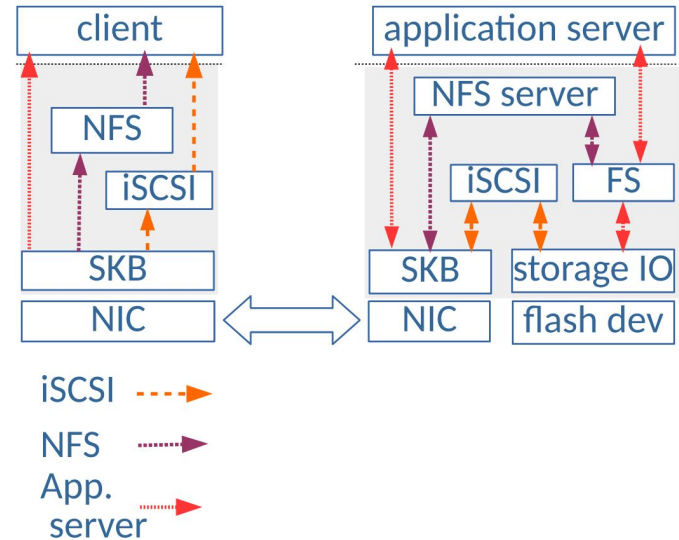 client
application server
NFS
NFS server
iSCSI
iSCSI
FS
SKB
SKB
storage IO
NIC
NIC
flash dev
iSCSI
NFS
App.
server